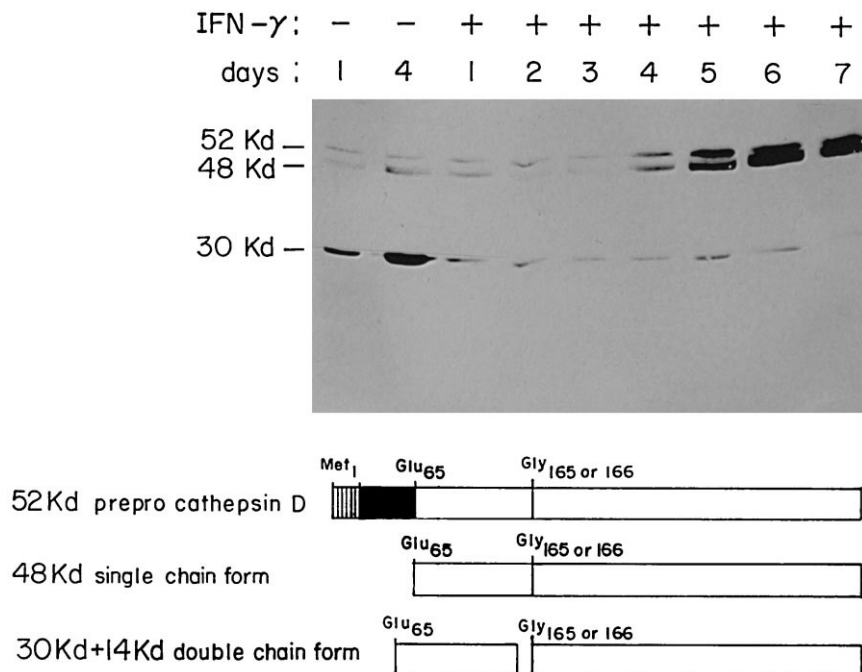 IFN-γ: − − + + + + + + +
days : 1 4 1 2 3 4 5 6 7
52 Kd
48 Kd
30 Kd
Met1 Glu65 Gly165 or 166
52Kd prepro cathepsin D
Glu65 Gly165 or 166
48Kd single chain form
Glu65 Gly165 or 166
30Kd+14Kd double chain form